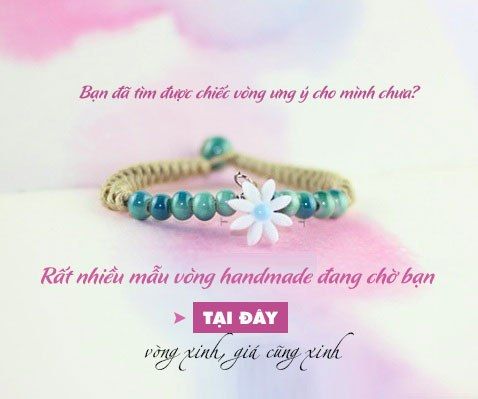 Bạn đã tìm được chiếc vòng ưng ý cho mình chưa?
Rất nhiều mẫu vòng handmade đang chờ bạn
TẠI ĐÂY
vòng xinh, giá cũng xinh